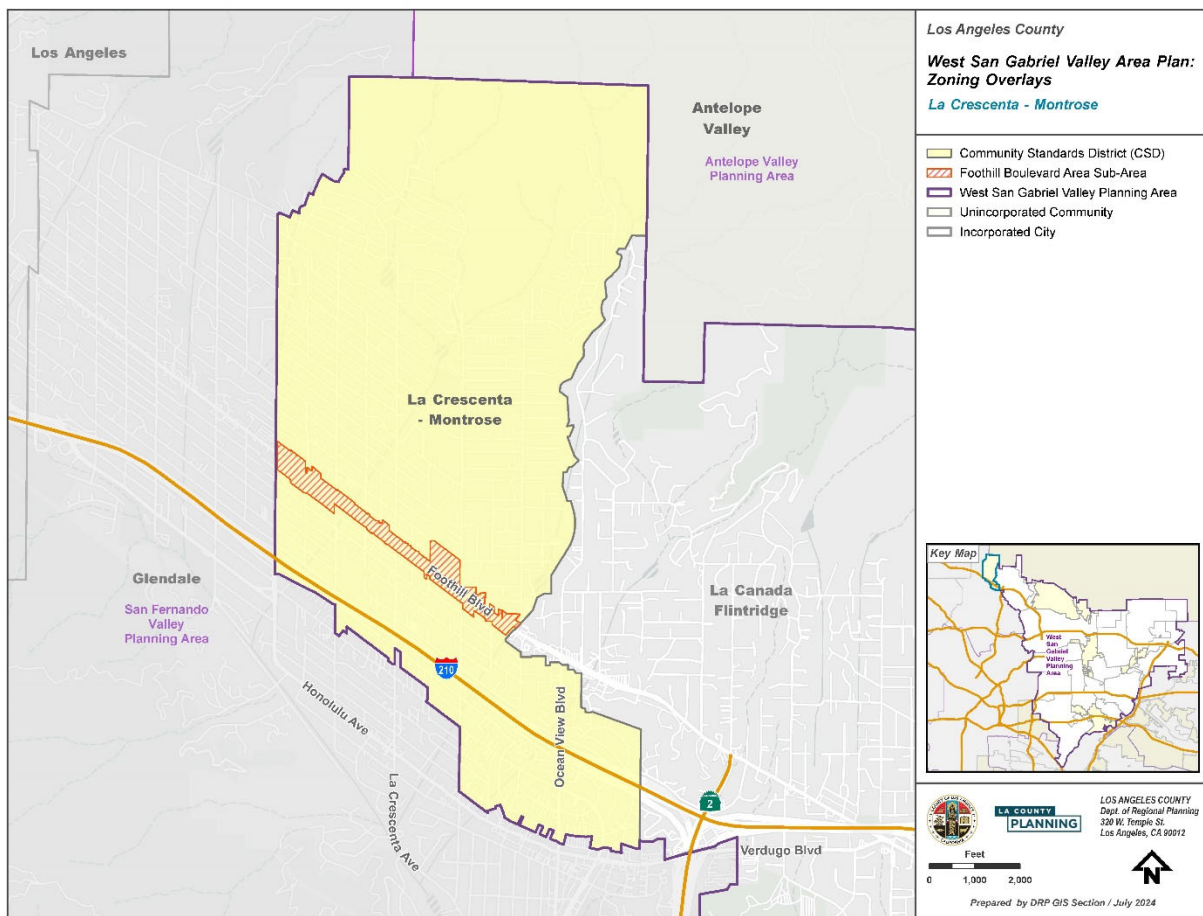 Los Angeles
Antelope
Valley
Antelope Valley
Planning Area
La Crescenta
- Montrose
Foothill Blvd
Glendale
San Fernando
Valley
Planning Area
La Canada
Flintridge
210
Ocean View Blvd
Honolulu Ave
La Crescenta Ave
2
Verdugo Blvd
Los Angeles County
West San Gabriel Valley Area Plan:
Zoning Overlays
La Crescenta - Montrose
Community Standards District (CSD)
Foothill Boulevard Area Sub-Area
West San Gabriel Valley Planning Area
Unincorporated Community
Incorporated City
Key Map
West
San
Gabriel
Valley
Planning
Area
LA COUNTY
PLANNING
LOS ANGELES COUNTY
Dept. of Regional Planning
320 W. Temple St.
Los Angeles, CA 90012
Feet
0 1,000 2,000
N
Prepared by DRP GIS Section / July 2024